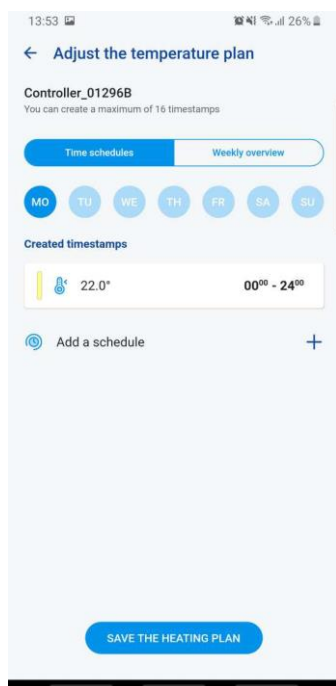 13:53 26%
Adjust the temperature plan
Controller_01296B
You can create a maximum of 16 timestamps
Time schedules Weekly overview
MO TU WE TH FR SA SU
Created timestamps
22.0° 00⁰⁰ - 24⁰⁰
Add a schedule
SAVE THE HEATING PLAN